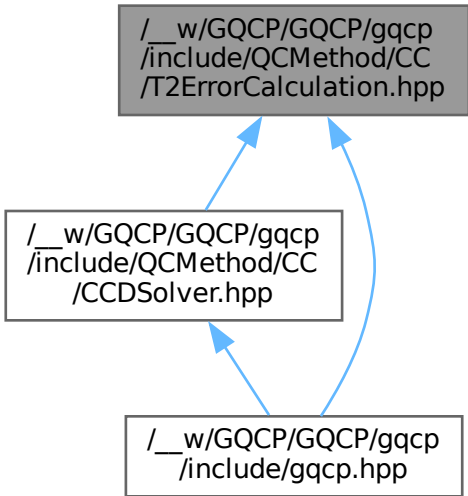 /__w/GQCP/GQCP/gqcp
/include/QCMethod/CC
/T2ErrorCalculation.hpp
/__w/GQCP/GQCP/gqcp
/include/QCMethod/CC
/CCDSolver.hpp
/__w/GQCP/GQCP/gqcp
/include/gqcp.hpp